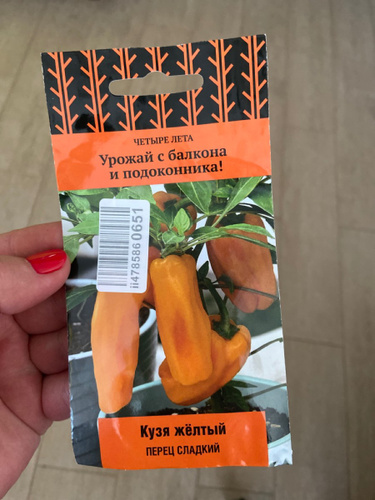 ЧЕТЫРЕ ЛЕТА
Урожай с балкона
и подоконника!
ii4785860651
Кузя жёлтый
ПЕРЕЦ СЛАДКИЙ